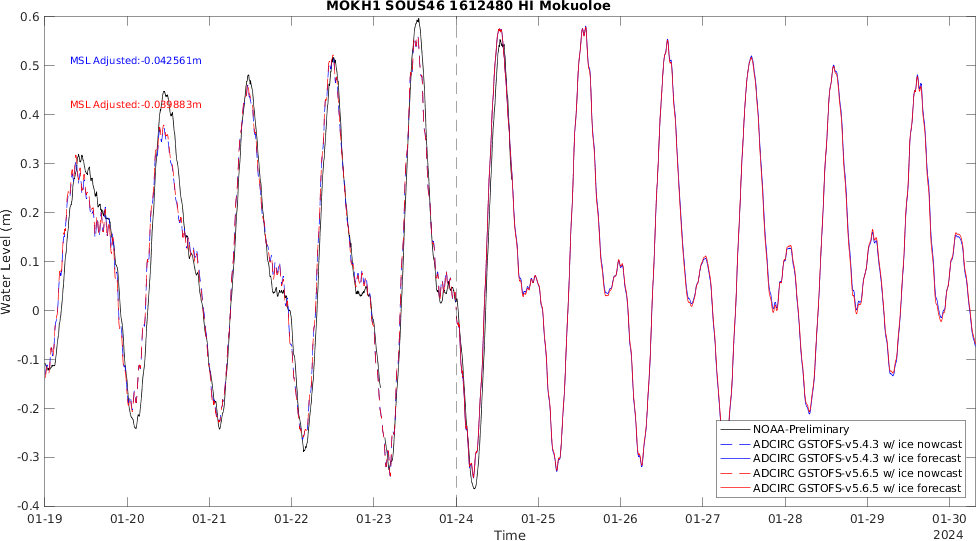 MOKH1 SOUS46 1612480 HI Mokuoloe
0.6
0.5
0.4
0.3
0.2
0.1
0
-0.1
-0.2
-0.3
-0.4
Water Level (m)
MSL Adjusted:-0.042561m
MSL Adjusted:-0.039883m
NOAA-Preliminary
ADCIRC GSTOFS-v5.4.3 w/ ice nowcast
ADCIRC GSTOFS-v5.4.3 w/ ice forecast
ADCIRC GSTOFS-v5.6.5 w/ ice nowcast
ADCIRC GSTOFS-v5.6.5 w/ ice forecast
01-19 01-20 01-21 01-22 01-23 01-24 01-25 01-26 01-27 01-28 01-29 01-30
Time
2024